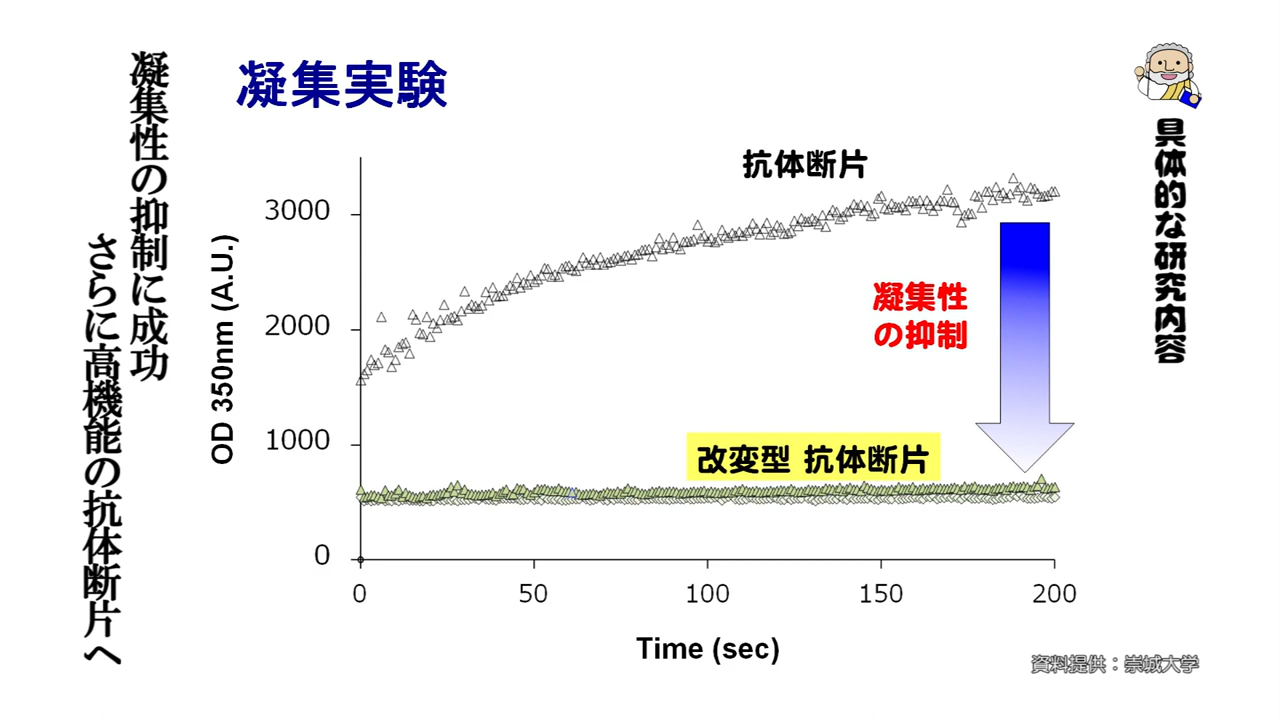 具体的な研究内容
凝集実験
抗体断片
凝集性
の抑制
改変型 抗体断片
OD 350nm (A.U.)
3000
2000
1000
0
0
50
100
150
200
Time (sec)
凝集性の抑制に成功
さらに高機能の抗体断片へ
資料提供：崇城大学